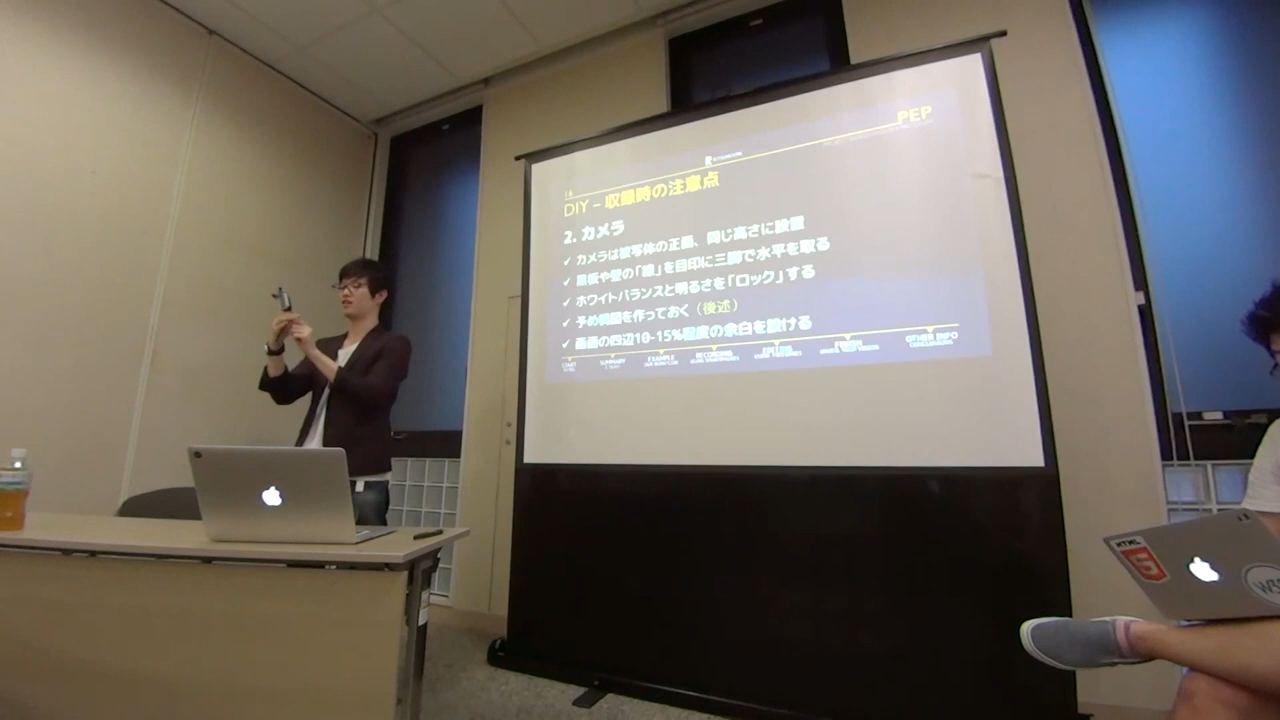 PEP
14
DIY - 収録時の注意点
2. カメラ
✓ カメラは被写体の正面、同じ高さに設置
✓ 黒板や壁の「線」を目印に三脚で水平を取る
✓ ホワイトバランスと明るさを「ロック」する
✓ 予め構図を作っておく（後述）
✓ 画面の四辺10-15%程度の余白を設ける
START
SUMMARY
EXAMPLE
RECORDING
EDITING
OTHER INFO
HTML
5